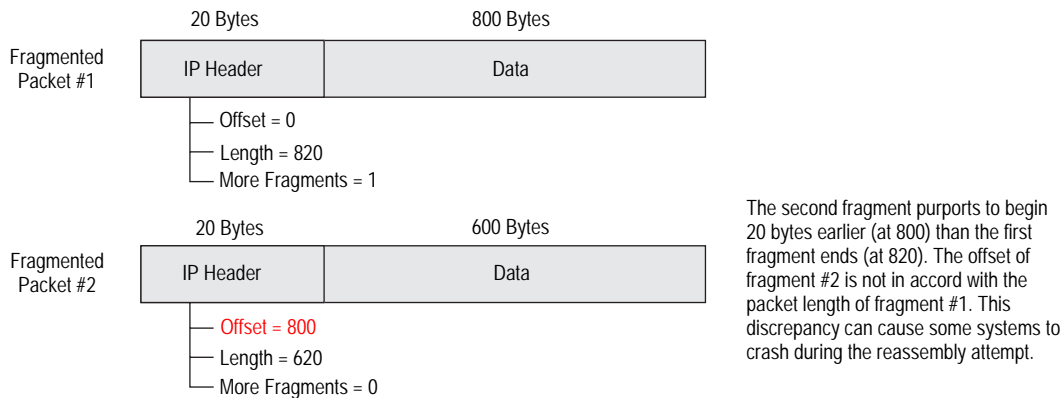 20 Bytes
800 Bytes
Fragmented
Packet #1
IP Header
Data
Offset = 0
Length = 820
More Fragments = 1
20 Bytes
600 Bytes
Fragmented
Packet #2
IP Header
Data
Offset = 800
Length = 620
More Fragments = 0
The second fragment purports to begin
20 bytes earlier (at 800) than the first
fragment ends (at 820). The offset of
fragment #2 is not in accord with the
packet length of fragment #1. This
discrepancy can cause some systems to
crash during the reassembly attempt.